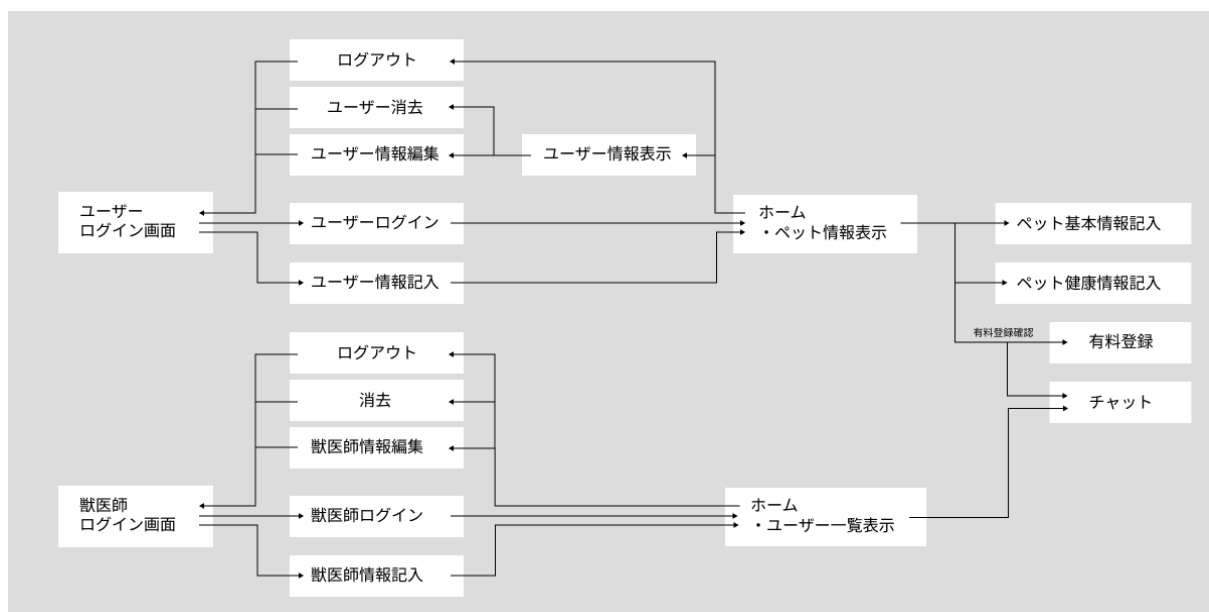 ログアウト
ユーザー消去
ユーザー情報編集
ユーザー情報表示
ユーザー
ログイン画面
ユーザーログイン
ホーム
・ペット情報表示
ペット基本情報記入
ユーザー情報記入
ペット健康情報記入
有料登録確認
有料登録
ログアウト
消去
チャット
獣医師情報編集
獣医師
ログイン画面
獣医師ログイン
ホーム
・ユーザー一覧表示
獣医師情報記入